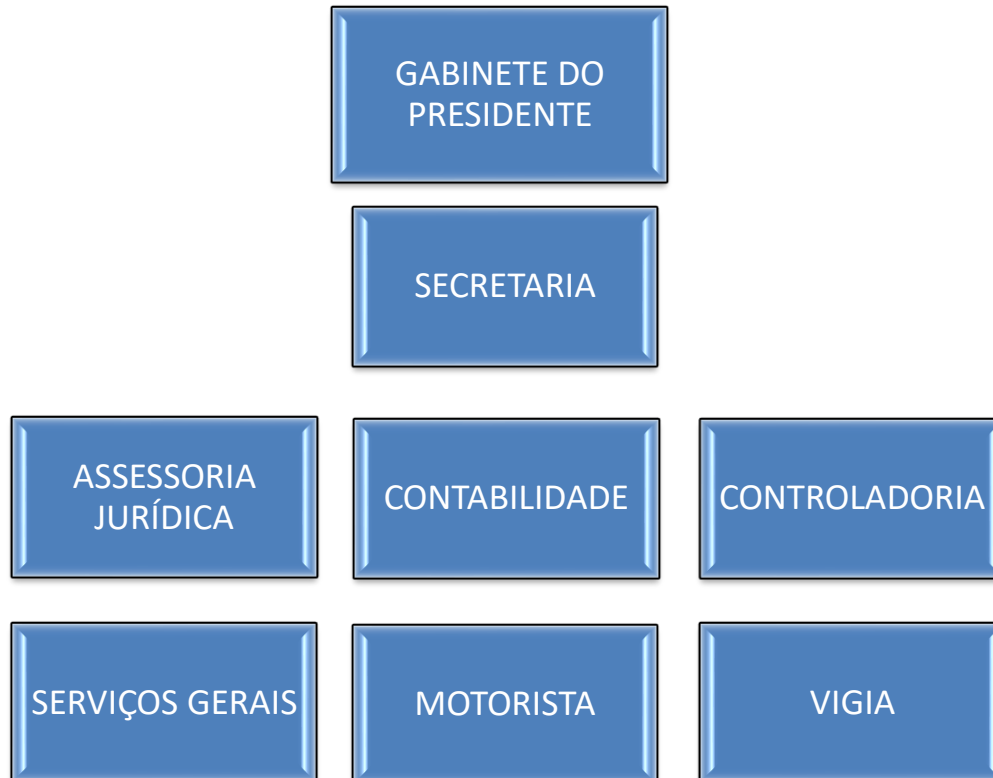 GABINETE DO
PRESIDENTE
SECRETARIA
ASSESSORIA
JURÍDICA
CONTABILIDADE
CONTROLADORIA
SERVIÇOS GERAIS
MOTORISTA
VIGIA